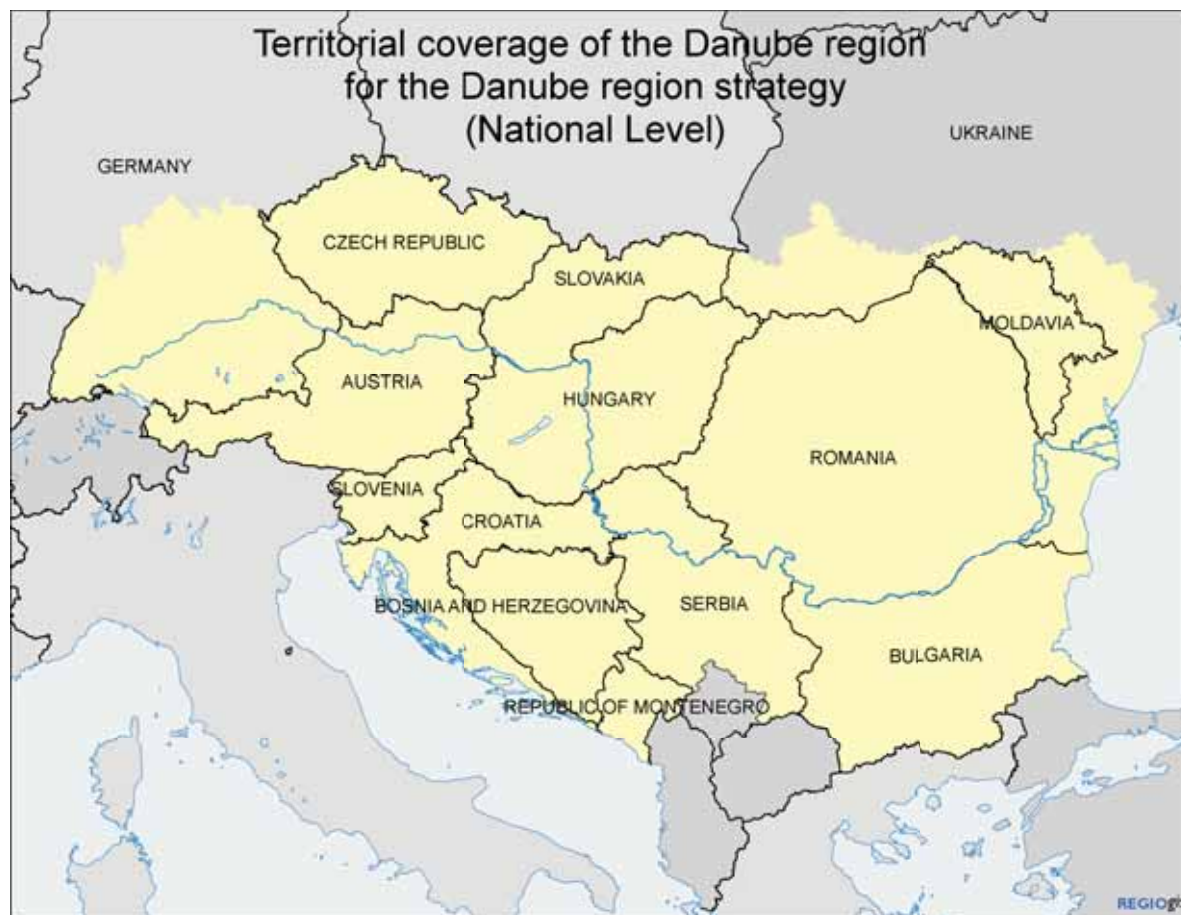 Territorial coverage of the Danube region
for the Danube region strategy
(National Level)
UKRAINE
GERMANY
CZECH REPUBLIC
SLOVAKIA
MOLDAVIA
AUSTRIA
HUNGARY
ROMANIA
SLOVENIA
CROATIA
BOSNIA AND HERZEGOVINA
SERBIA
BULGARIA
REPUBLIC OF MONTENEGRO